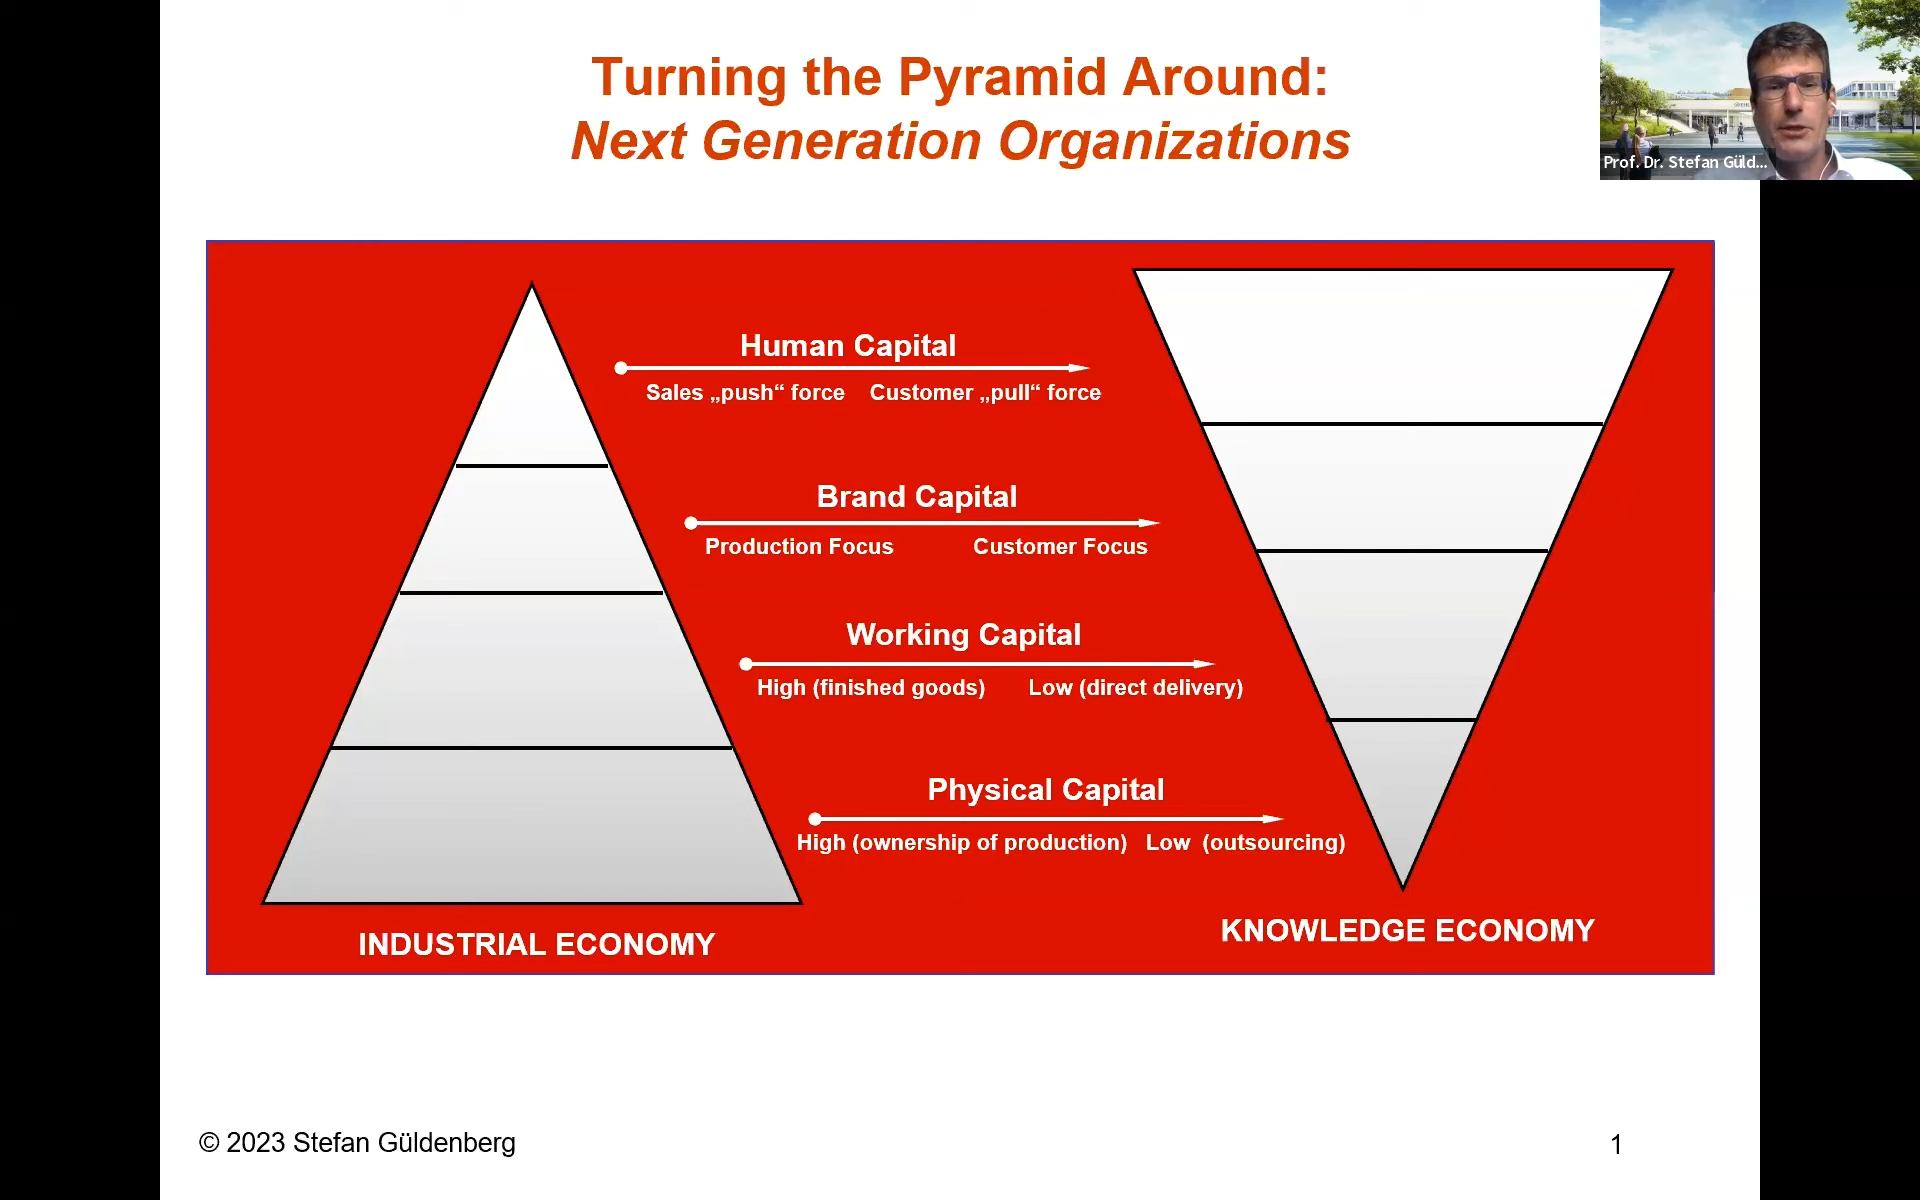 Turning the Pyramid Around:
Next Generation Organizations
Prof. Dr. Stefan Güld...
Human Capital
Sales „push“ force Customer „pull“ force
Brand Capital
Production Focus Customer Focus
Working Capital
High (finished goods) Low (direct delivery)
Physical Capital
High (ownership of production) Low (outsourcing)
INDUSTRIAL ECONOMY
KNOWLEDGE ECONOMY
© 2023 Stefan Güldenberg
1